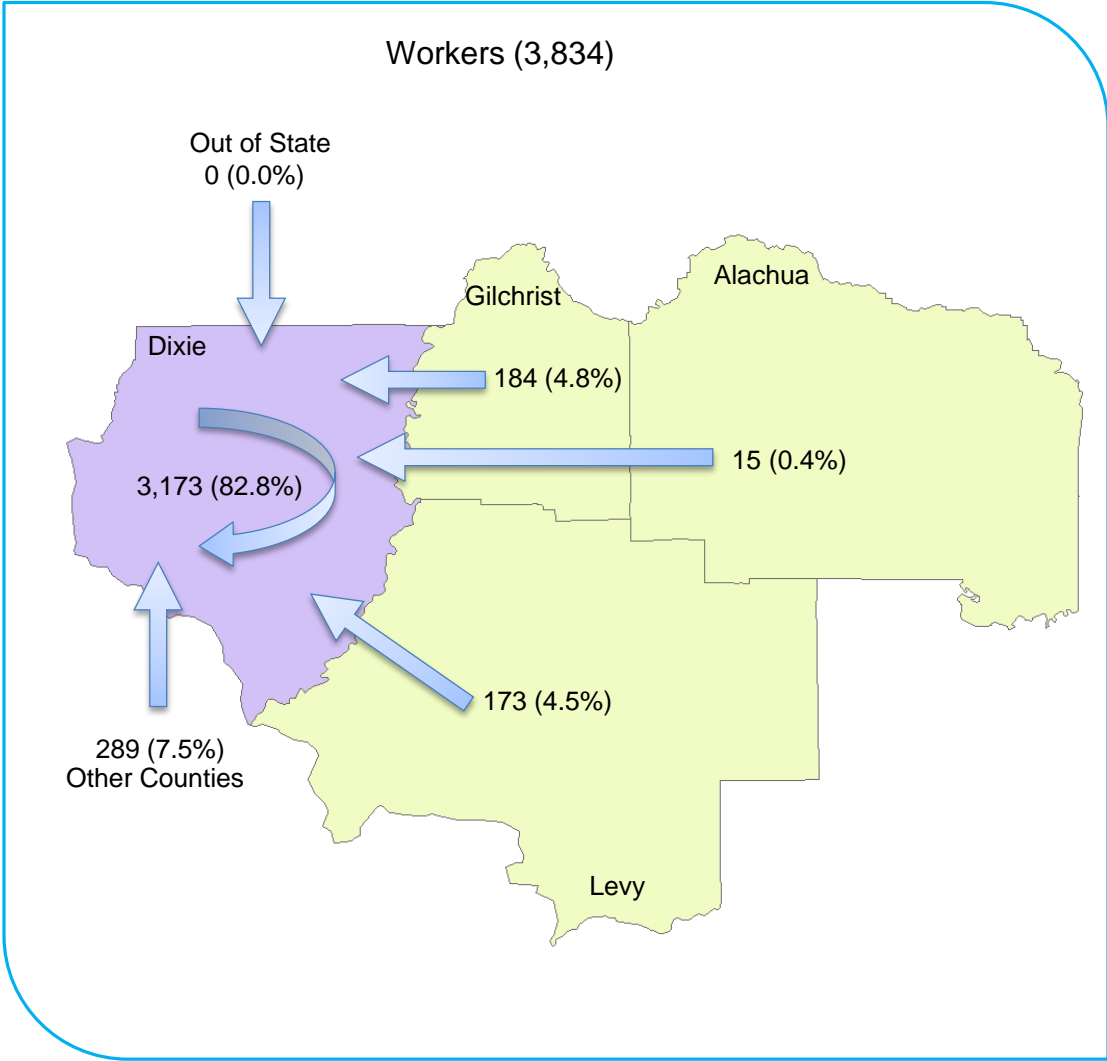 Workers (3,834)
Out of State
0 (0.0%)
Alachua
Gilchrist
Dixie
184 (4.8%)
15 (0.4%)
3,173 (82.8%)
173 (4.5%)
289 (7.5%)
Other Counties
Levy